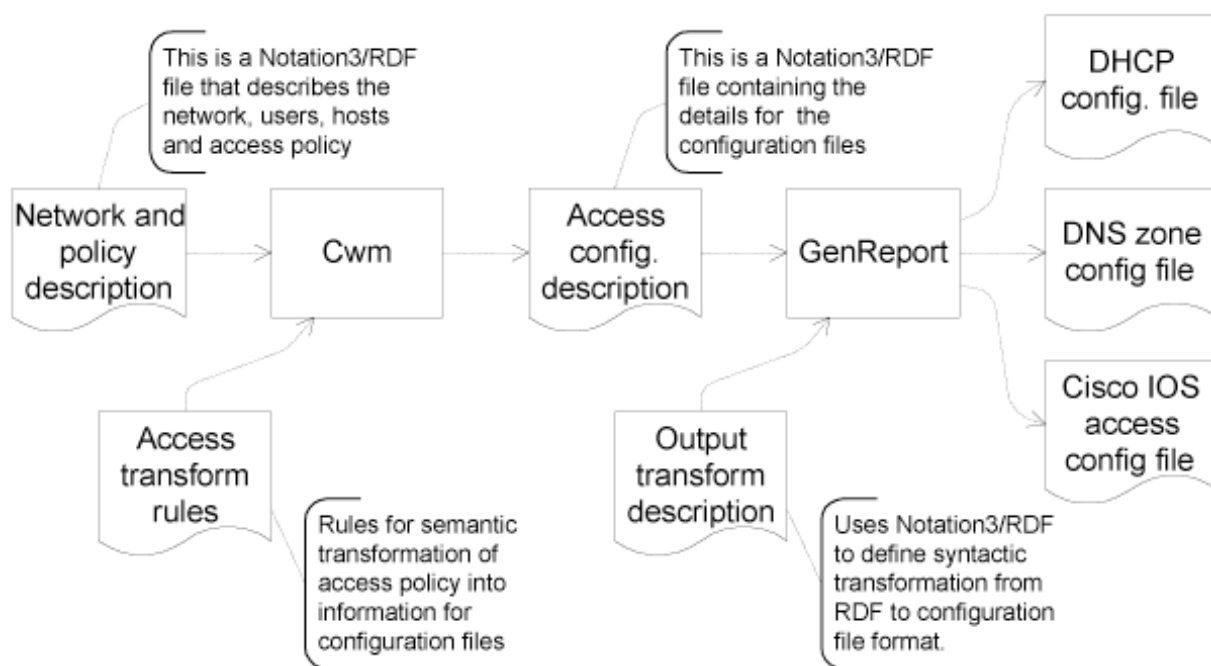 This is a Notation3/RDF
file that describes the
network, users, hosts
and access policy
This is a Notation3/RDF
file containing the
details for the
configuration files
DHCP
config. file
Network and
policy
description
Cwm
Access
config.
description
GenReport
DNS zone
config file
Access
transform
rules
Output
transform
description
Cisco IOS
access
config file
Rules for semantic
transformation of
access policy into
information for
configuration files
Uses Notation3/RDF
to define syntactic
transformation from
RDF to configuration
file format.